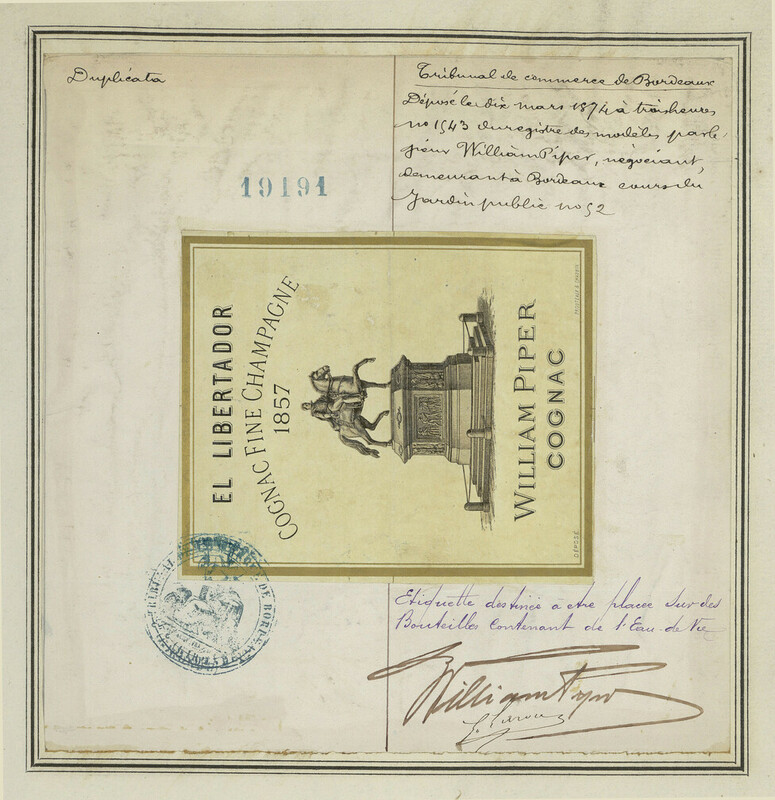 Duplicata
Tribunal de commerce de Bordeaux
Déposé le dix mars 1874 à trois heures
no 1543 du registre des modèles par le
sieur William Piper, négociant,
demeurant à Bordeaux cours du
Jardin public no 52
19191
EL LIBERTADOR
COGNAC FINE CHAMPAGNE
1857
WILLIAM PIPER
COGNAC
DÉPOSÉ
Etiquette destinée à être placée sur des
Bouteilles contenant de l'Eau-de-Vie
William Piper